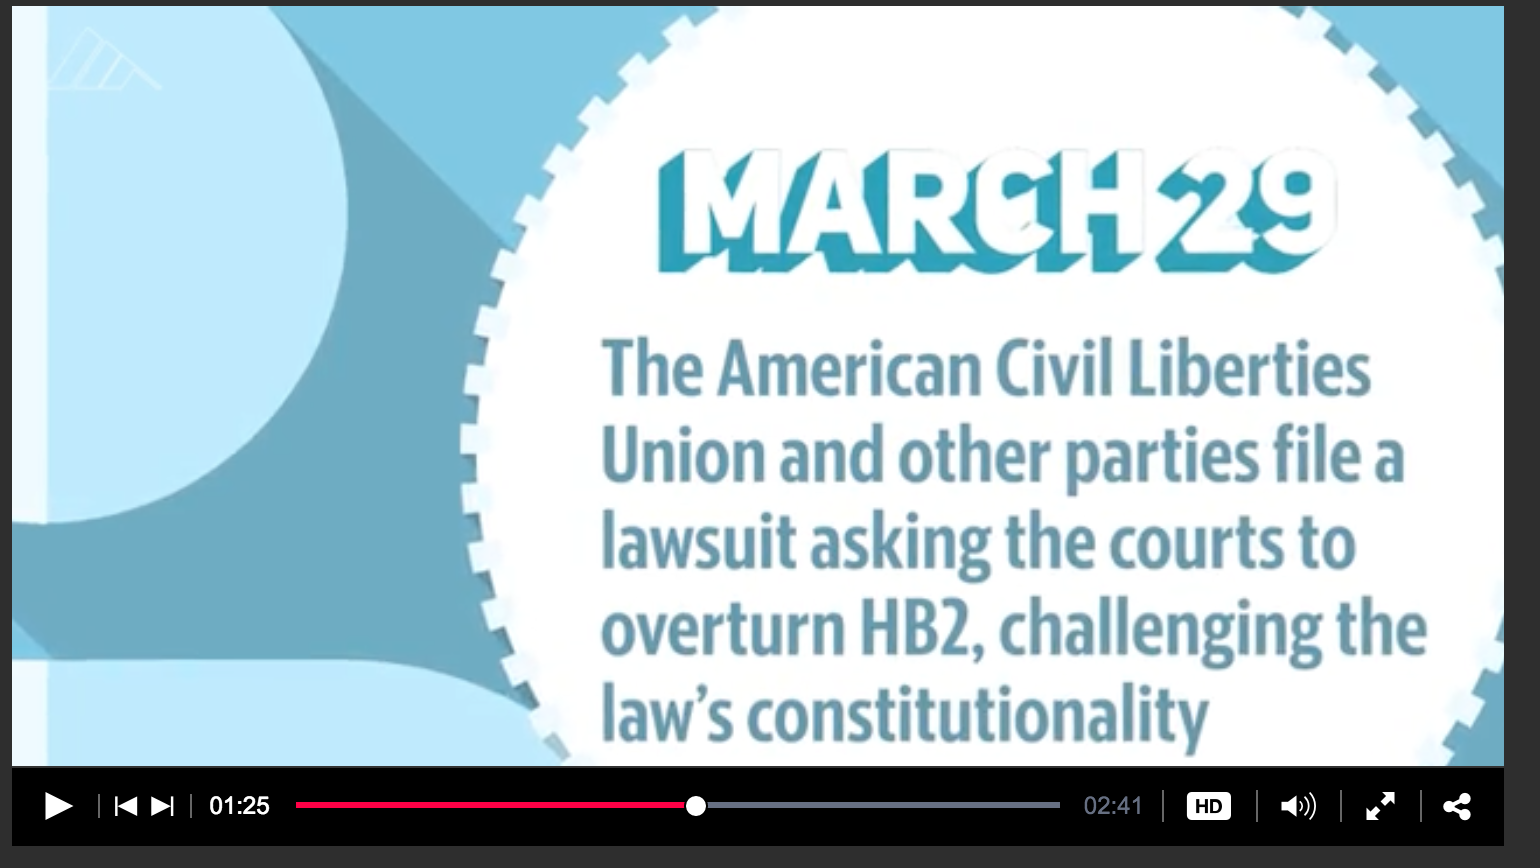 MARCH 29
The American Civil Liberties
Union and other parties file a
lawsuit asking the courts to
overturn HB2, challenging the
law's constitutionality
01:25 02:41 HD